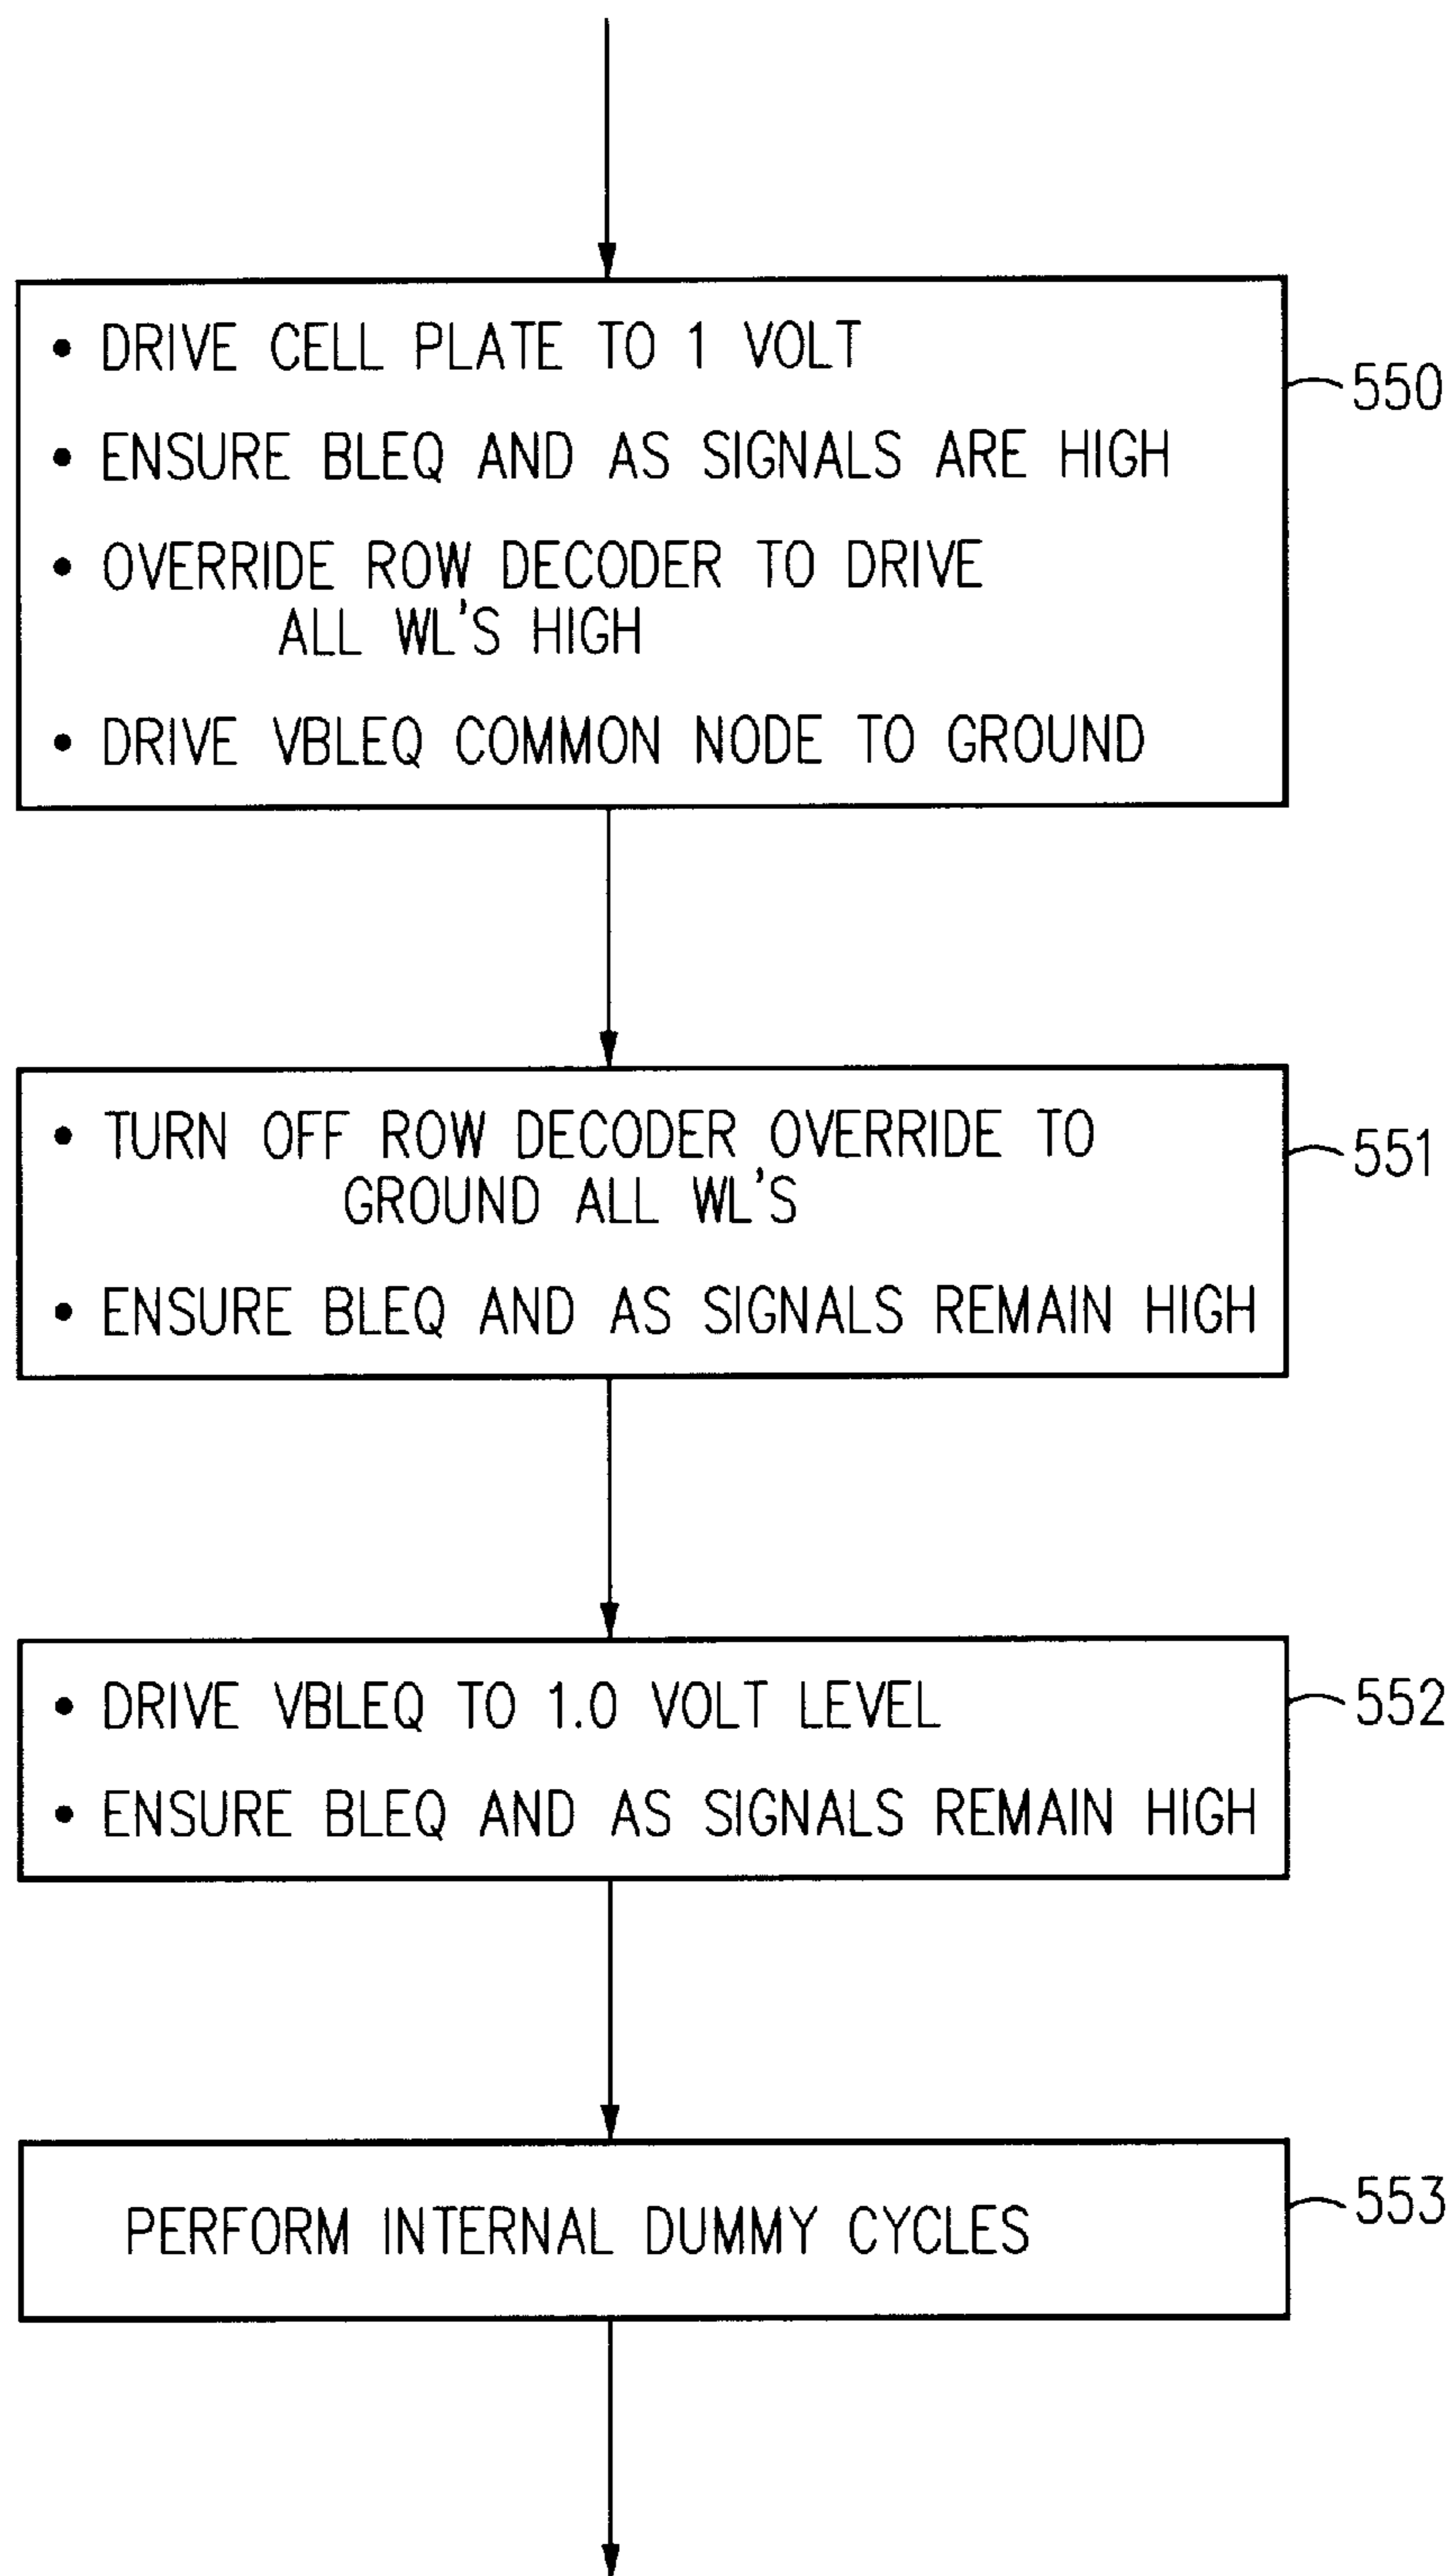 • DRIVE CELL PLATE TO 1 VOLT
• ENSURE BLEQ AND AS SIGNALS ARE HIGH
• OVERRIDE ROW DECODER TO DRIVE
ALL WL'S HIGH
• DRIVE VBLEQ COMMON NODE TO GROUND
550
• TURN OFF ROW DECODER OVERRIDE TO
GROUND ALL WL'S
• ENSURE BLEQ AND AS SIGNALS REMAIN HIGH
551
• DRIVE VBLEQ TO 1.0 VOLT LEVEL
• ENSURE BLEQ AND AS SIGNALS REMAIN HIGH
552
PERFORM INTERNAL DUMMY CYCLES
553